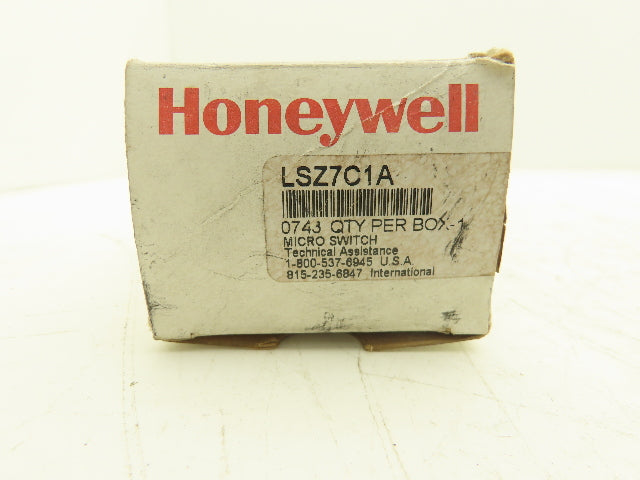 Honeywell
LSZ7C1A
0743 QTY PER BOX-1
MICRO SWITCH
Technical Assistance
1-800-537-6945 U.S.A.
815-235-6847 International